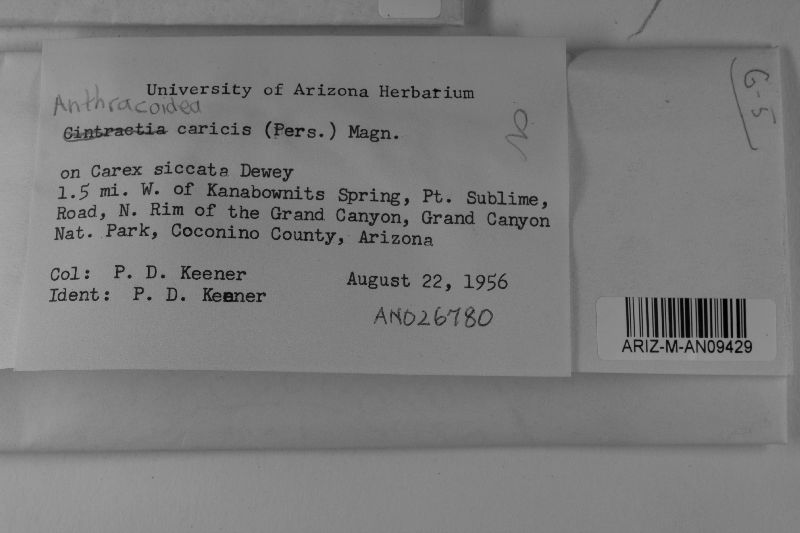 University of Arizona Herbarium
Anthracoidea
Cintractia caricis (Pers.) Magn.
on Carex siccata Dewey
1.5 mi. W. of Kanabownits Spring, Pt. Sublime,
Road, N. Rim of the Grand Canyon, Grand Canyon
Nat. Park, Coconino County, Arizona
Col: P. D. Keener August 22, 1956
Ident: P. D. Keener
AN026780
G-5
ARIZ-M-AN09429